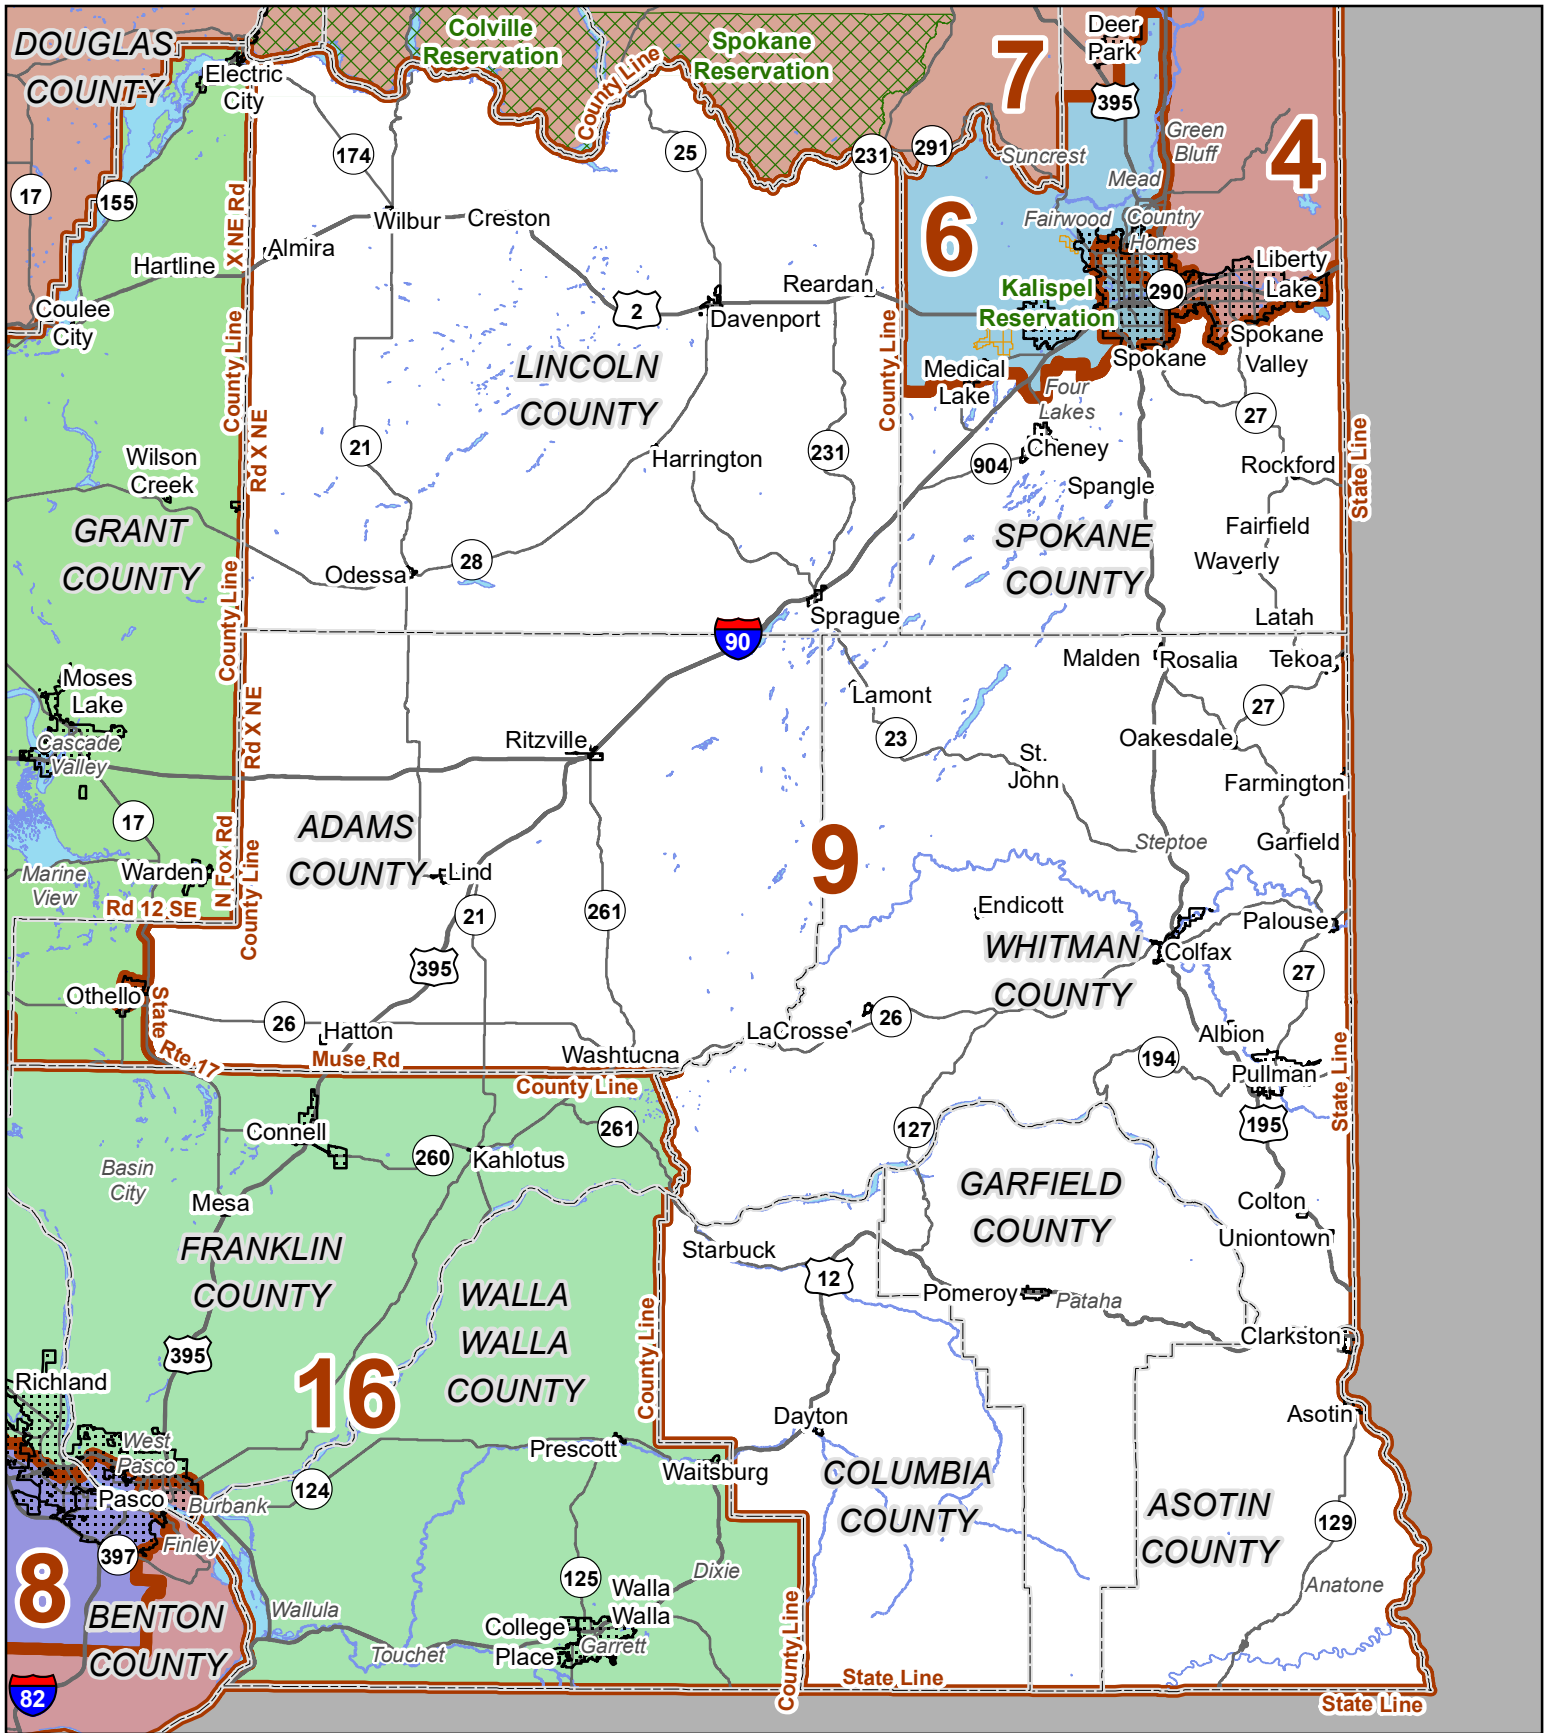 DOUGLAS
COUNTY
Electric
City
Colville
Reservation
Spokane
Reservation
County Line
7
Deer
Park
395
Green
Bluff
4
17
155
174
25
231
291
Suncrest
Mead
X NE Rd
Wilbur
Creston
6
Fairwood
Country
Homes
Hartline
Almira
Reardan
Kalispel
Reservation
290
Liberty
Lake
Coulee
City
County Line
2
Davenport
County Line
Spokane
Spokane
Valley
LINCOLN
COUNTY
Medical
Lake
Four
Lakes
27
Rd X NE
21
Harrington
231
904
Cheney
Rockford
State Line
Wilson
Creek
Spangle
GRANT
COUNTY
SPOKANE
COUNTY
Fairfield
Waverly
Odessa
28
County Line
Sprague
Latah
90
Malden
Rosalia
Tekoa
Moses
Lake
Lamont
27
Rd X NE
Cascade
Valley
Ritzville
23
Oakesdale
St.
John
Farmington
17
ADAMS
COUNTY
9
Steptoe
Garfield
N Fox Rd
County Line
Marine
View
Warden
Lind
Rd 12 SE
21
261
Endicott
Palouse
395
WHITMAN
COUNTY
Colfax
27
Othello
State Rte 17
26
Hatton
LaCrosse
26
Albion
Muse Rd
Washtucna
194
Pullman
State Line
County Line
Connell
261
127
195
260
Kahlotus
Basin
City
Mesa
GARFIELD
COUNTY
Colton
FRANKLIN
COUNTY
Starbuck
Uniontown
12
WALLA
WALLA
COUNTY
Pomeroy
Pataha
395
County Line
Clarkston
Richland
16
Dayton
Asotin
West
Pasco
Prescott
Waitsburg
124
COLUMBIA
COUNTY
Pasco
Burbank
ASOTIN
COUNTY
129
Finley
397
8
125
Dixie
Anatone
BENTON
COUNTY
Wallula
Walla
Walla
College
Place
Garrett
Touchet
County Line
State Line
82
State Line